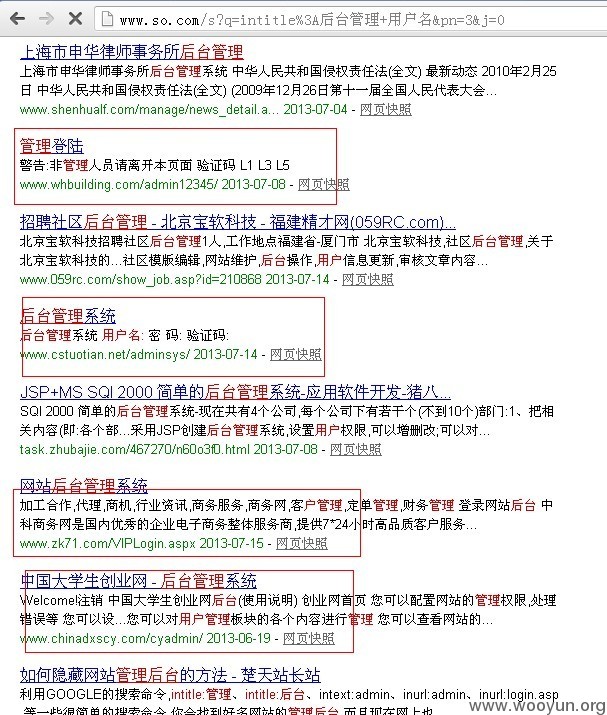 www.so.com/s?q=intitle%3A后台管理+用户名&pn=3&j=0
上海市申华律师事务所后台管理
上海市申华律师事务所后台管理系统 中华人民共和国侵权责任法(全文) 最新动态 2010年2月25
日 中华人民共和国侵权责任法(全文) (2009年12月26日第十一届全国人民代表大会…
www.shenhualf.com/manage/news_detail.a... 2013-07-04 - 网页快照
管理登陆
警告:非管理人员请离开本页面 验证码 L1 L3 L5
www.whbuilding.com/admin12345/ 2013-07-08 - 网页快照
招聘社区后台管理 - 北京宝软科技 - 福建精才网(059RC.com)...
北京宝软科技招聘社区后台管理1人,工作地点福建省-厦门市 北京宝软科技,社区后台管理,关于
北京宝软科技的...社区模版编辑,网站维护,后台操作,用户信息更新,审核文章内容...
www.059rc.com/show_job.asp?id=210868 2013-07-14 - 网页快照
后台管理系统
后台管理系统 用户名: 密 码: 验证码:
www.cstuotian.net/adminsys/ 2013-07-14 - 网页快照
JSP+MS SQl 2000 简单的后台管理系统-应用软件开发-猪八...
SQl 2000 简单的后台管理系统-现在共有4个公司,每个公司下有若干个(不到10个)部门:1、把相
关内容(即:各个部...采用JSP创建后台管理系统,设置用户权限,可以增删改;可以对...
task.zhubajie.com/467270/n60o3f0.html 2013-07-08 - 网页快照
网站后台管理系统
加工合作,代理,商机,行业资讯,商务服务,商务网,客户管理,定单管理,财务管理 登录网站后台 中
科商务网是国内优秀的企业电子商务整体服务商,提供7*24小时高品质客户服务...
www.zk71.com/VIPLogin.aspx 2013-07-15 - 网页快照
中国大学生创业网 - 后台管理系统
Welcome!注销 中国大学生创业网后台(使用说明) 创业网首页 您可以配置网站的管理权限,处理
错误等 您可以设...您可以对用户管理板块的各个内容进行管理 您可以查看网站的...
www.chinadxscy.com/cyadmin/ 2013-06-19 - 网页快照
如何隐藏网站管理后台的方法 - 楚天站长站
利用GOOGLE的搜索命令,intitle:管理、intitle:后台、intext:admin、inurl:admin、inurl:login.asp
www.wooyun.org